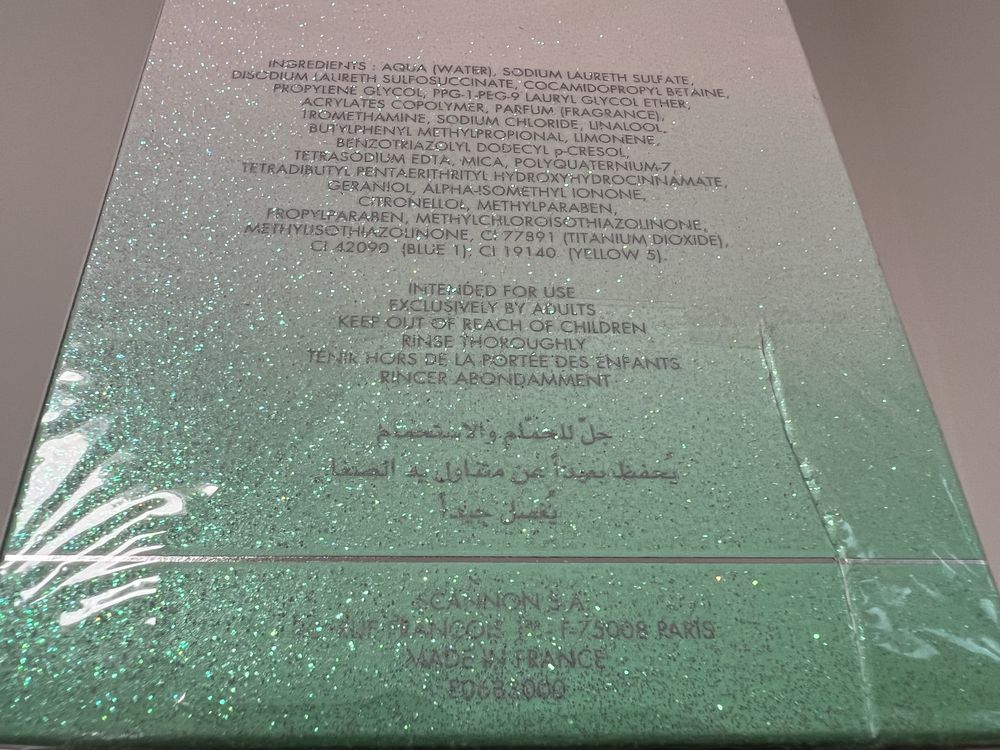 INGREDIENTS : AQUA (WATER), SODIUM LAURETH SULFATE,
DISODIUM LAURETH SULFOSUCCINATE, COCAMIDOPROPYL BETAINE,
PROPYLENE GLYCOL, PPG-1-PEG-9 LAURYL GLYCOL ETHER,
ACRYLATES COPOLYMER, PARFUM (FRAGRANCE),
TROMETHAMINE, SODIUM CHLORIDE, LINALOOL,
BUTYLPHENYL METHYLPROPIONAL, LIMONENE,
BENZOTRIAZOLYL DODECYL p-CRESOL,
TETRASODIUM EDTA, MICA, POLYQUATERNIUM-7,
TETRADIBUTYL PENTAERITHRITYL HYDROXYHYDROCINNAMATE,
GERANIOL, ALPHA-ISOMETHYL IONONE,
CITRONELLOL, METHYLPARABEN,
PROPYLPARABEN, METHYLCHLOROISOTHIAZOLINONE,
METHYLISOTHIAZOLINONE, CI 77891 (TITANIUM DIOXIDE),
CI 42090 (BLUE 1), CI 19140 (YELLOW 5).
INTENDED FOR USE
EXCLUSIVELY BY ADULTS
KEEP OUT OF REACH OF CHILDREN
RINSE THOROUGHLY
TENIR HORS DE LA PORTÉE DES ENFANTS
RINCER ABONDAMMENT
جلّ للحمّام والاستحمام
يُحفظ بعيداً عن متناول يد
يُغسل جيداً
SCANNON S.A.
FRANÇOIS 1ER F-75008 PARIS
MADE IN FRANCE